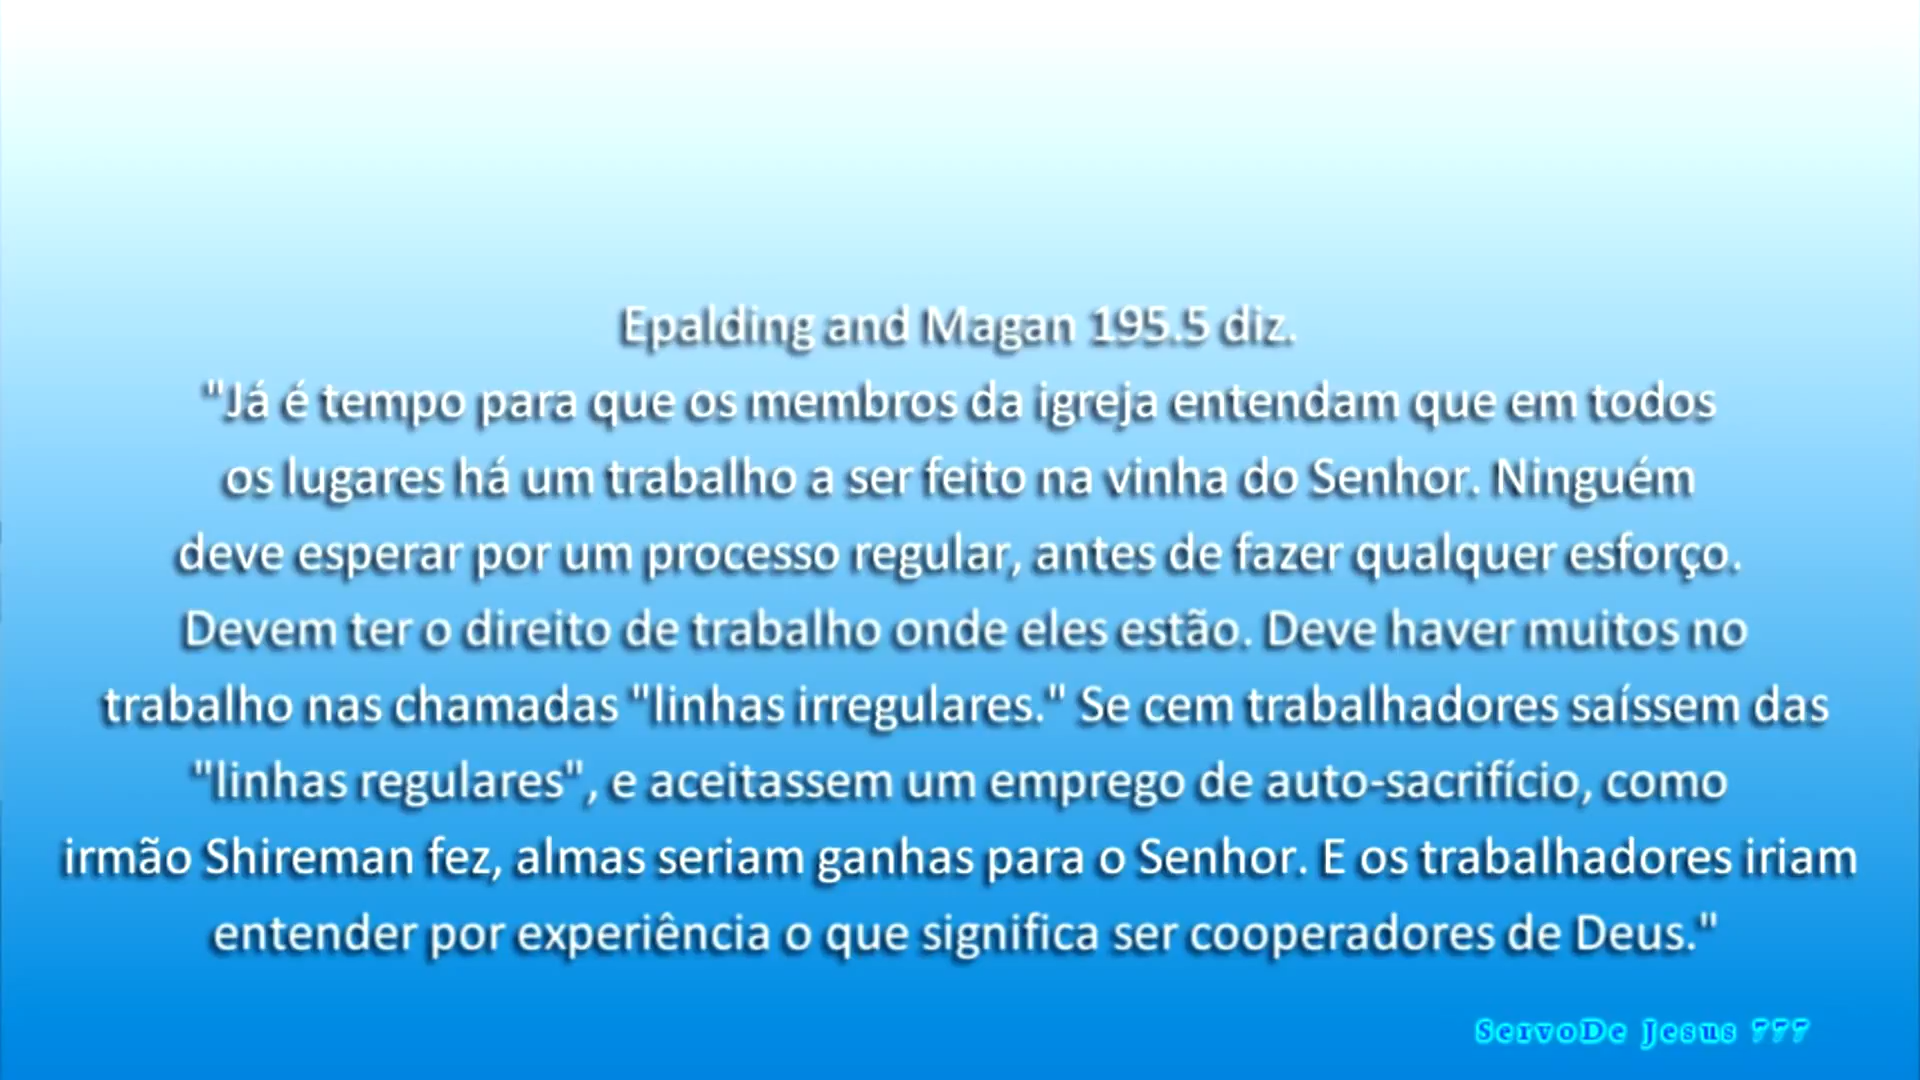 Epalding and Magan 195.5 diz.
"Já é tempo para que os membros da igreja entendam que em todos
os lugares há um trabalho a ser feito na vinha do Senhor. Ninguém
deve esperar por um processo regular, antes de fazer qualquer esforço.
Devem ter o direito de trabalho onde eles estão. Deve haver muitos no
trabalho nas chamadas "linhas irregulares." Se cem trabalhadores saíssem das
"linhas regulares", e aceitassem um emprego de auto-sacrifício, como
irmão Shireman fez, almas seriam ganhas para o Senhor. E os trabalhadores iriam
entender por experiência o que significa ser cooperadores de Deus."
ServoDe Jesus 777